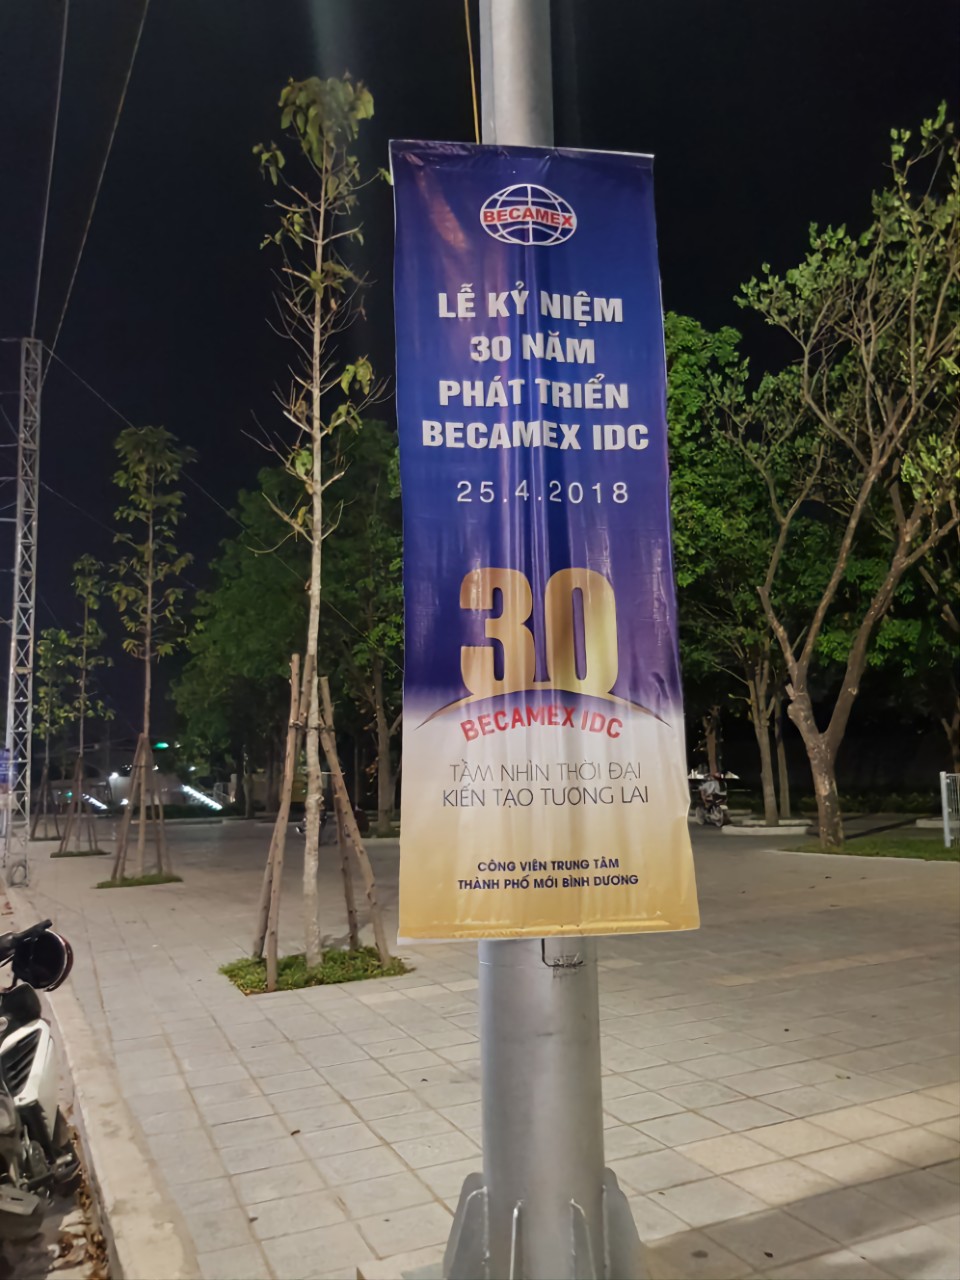 BECAMEX
LỄ KỶ NIỆM
30 NĂM
PHÁT TRIỂN
BECAMEX IDC
25.4.2018
30
BECAMEX IDC
TẦM NHÌN THỜI ĐẠI
KIẾN TẠO TƯƠNG LAI
CÔNG VIÊN TRUNG TÂM
THÀNH PHỐ MỚI BÌNH DƯƠNG